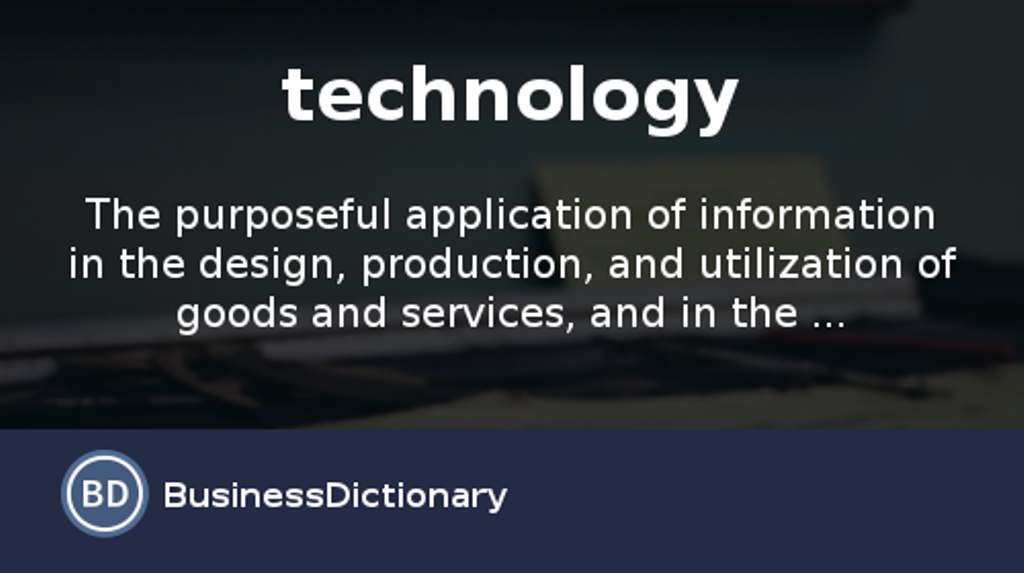 technology
The purposeful application of information
in the design, production, and utilization of
goods and services, and in the ...
BD BusinessDictionary